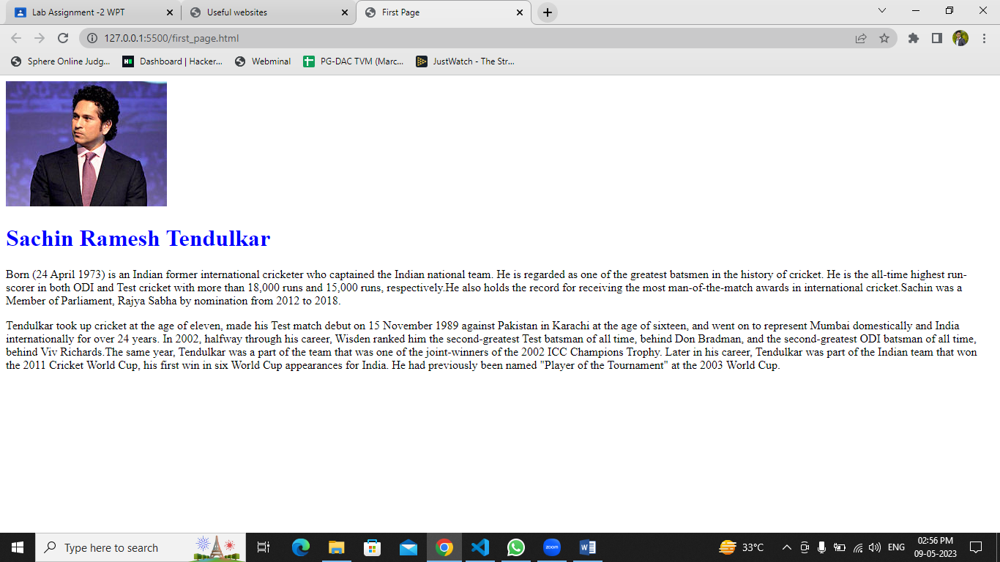 Lab Assignment -2 WPT
Useful websites
First Page
127.0.0.1:5500/first_page.html
Sphere Online Judg...
Dashboard | Hacker...
Webminal
PG-DAC TVM (Marc...
JustWatch - The Str...
Sachin Ramesh Tendulkar
Born (24 April 1973) is an Indian former international cricketer who captained the Indian national team. He is regarded as one of the greatest batsmen in the history of cricket. He is the all-time highest run-
scorer in both ODI and Test cricket with more than 18,000 runs and 15,000 runs, respectively.He also holds the record for receiving the most man-of-the-match awards in international cricket.Sachin was a
Member of Parliament, Rajya Sabha by nomination from 2012 to 2018.
Tendulkar took up cricket at the age of eleven, made his Test match debut on 15 November 1989 against Pakistan in Karachi at the age of sixteen, and went on to represent Mumbai domestically and India
internationally for over 24 years. In 2002, halfway through his career, Wisden ranked him the second-greatest Test batsman of all time, behind Don Bradman, and the second-greatest ODI batsman of all time,
behind Viv Richards.The same year, Tendulkar was a part of the team that was one of the joint-winners of the 2002 ICC Champions Trophy. Later in his career, Tendulkar was part of the Indian team that won
the 2011 Cricket World Cup, his first win in six World Cup appearances for India. He had previously been named "Player of the Tournament" at the 2003 World Cup.
Type here to search
zoom
33°C
ENG
02:56 PM
09-05-2023